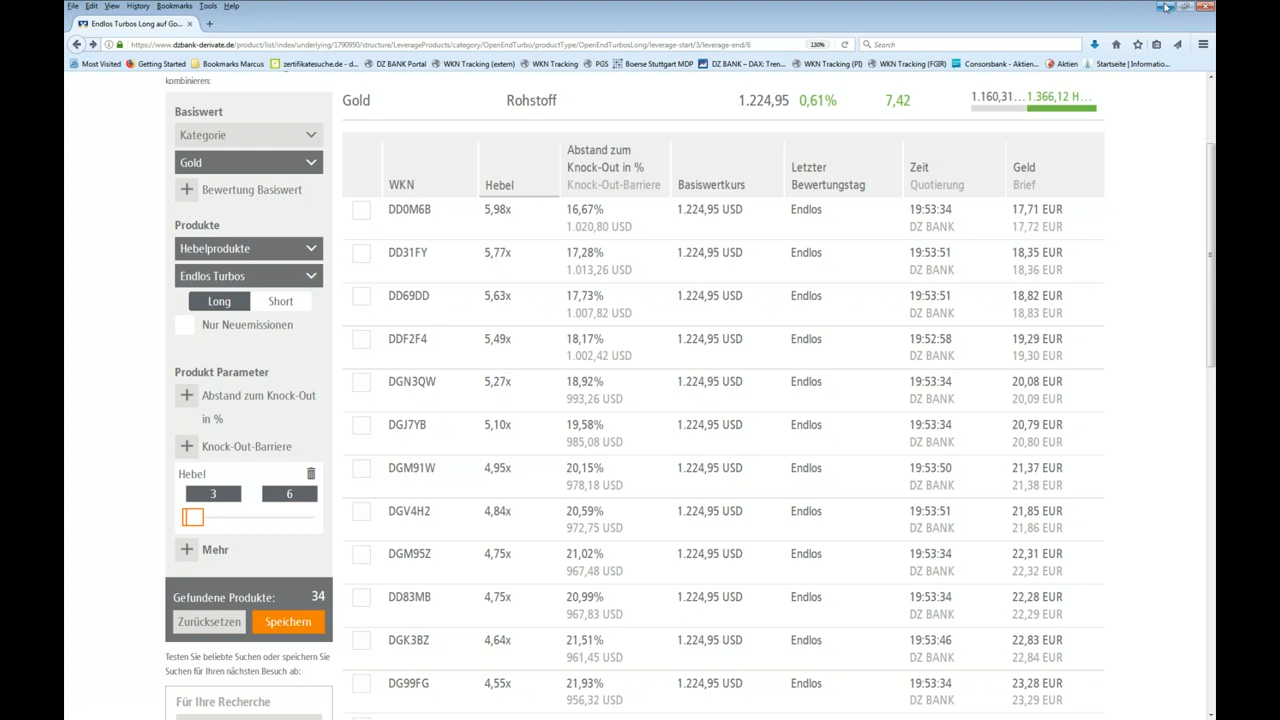 File Edit View History Bookmarks Tools Help
Endlos Turbos Long auf Go...
https://www.dzbank-derivate.de/product/list/index/underlying/1790950/structure/LeverageProducts/category/OpenEndTurbo/productType/OpenEndTurbosLong/leverage-start/3/leverage-end/6 130% Search
Most Visited Getting Started Bookmarks Marcus zertifikatesuche.de - d... DZ BANK Portal WKN Tracking (extern) WKN Tracking PGS Boerse Stuttgart MDP DZ BANK – DAX: Tren... WKN Tracking (PI) WKN Tracking (FGIR) Consorsbank - Aktien... Aktien Startseite (Informatio...
kombinieren:
Basiswert
Kategorie
Gold
Bewertung Basiswert
Produkte
Hebelprodukte
Endlos Turbos
Long Short
Nur Neuemissionen
Produkt Parameter
Abstand zum Knock-Out
in %
Knock-Out-Barriere
Hebel
3 6
Mehr
Gefundene Produkte: 34
Zurücksetzen Speichern
Testen Sie beliebte Suchen oder speichern Sie
Suchen für Ihren nächsten Besuch ab:
Für Ihre Recherche
Gold Rohstoff 1.224,95 0,61% 7,42 1.160,31... 1.366,12 H...
Abstand zum
Knock-Out in % Letzter Zeit Geld
WKN Hebel Knock-Out-Barriere Basiswertkurs Bewertungstag Quotierung Brief
DD0M6B 5,98x 16,67% 1.224,95 USD Endlos 19:53:34 17,71 EUR
1.020,80 USD DZ BANK 17,72 EUR
DD31FY 5,77x 17,28% 1.224,95 USD Endlos 19:53:51 18,35 EUR
1.013,26 USD DZ BANK 18,36 EUR
DD69DD 5,63x 17,73% 1.224,95 USD Endlos 19:53:51 18,82 EUR
1.007,82 USD DZ BANK 18,83 EUR
DDF2F4 5,49x 18,17% 1.224,95 USD Endlos 19:52:58 19,29 EUR
1.002,42 USD DZ BANK 19,30 EUR
DGN3QW 5,27x 18,92% 1.224,95 USD Endlos 19:53:34 20,08 EUR
993,26 USD DZ BANK 20,09 EUR
DGJ7YB 5,10x 19,58% 1.224,95 USD Endlos 19:53:34 20,79 EUR
985,08 USD DZ BANK 20,80 EUR
DGM91W 4,95x 20,15% 1.224,95 USD Endlos 19:53:50 21,37 EUR
978,18 USD DZ BANK 21,38 EUR
DGV4H2 4,84x 20,59% 1.224,95 USD Endlos 19:53:51 21,85 EUR
972,75 USD DZ BANK 21,86 EUR
DGM95Z 4,75x 21,02% 1.224,95 USD Endlos 19:53:34 22,31 EUR
967,48 USD DZ BANK 22,32 EUR
DD83MB 4,75x 20,99% 1.224,95 USD Endlos 19:53:34 22,28 EUR
967,83 USD DZ BANK 22,29 EUR
DGK3BZ 4,64x 21,51% 1.224,95 USD Endlos 19:53:46 22,83 EUR
961,45 USD DZ BANK 22,84 EUR
DG99FG 4,55x 21,93% 1.224,95 USD Endlos 19:53:34 23,28 EUR
956,32 USD DZ BANK 23,29 EUR